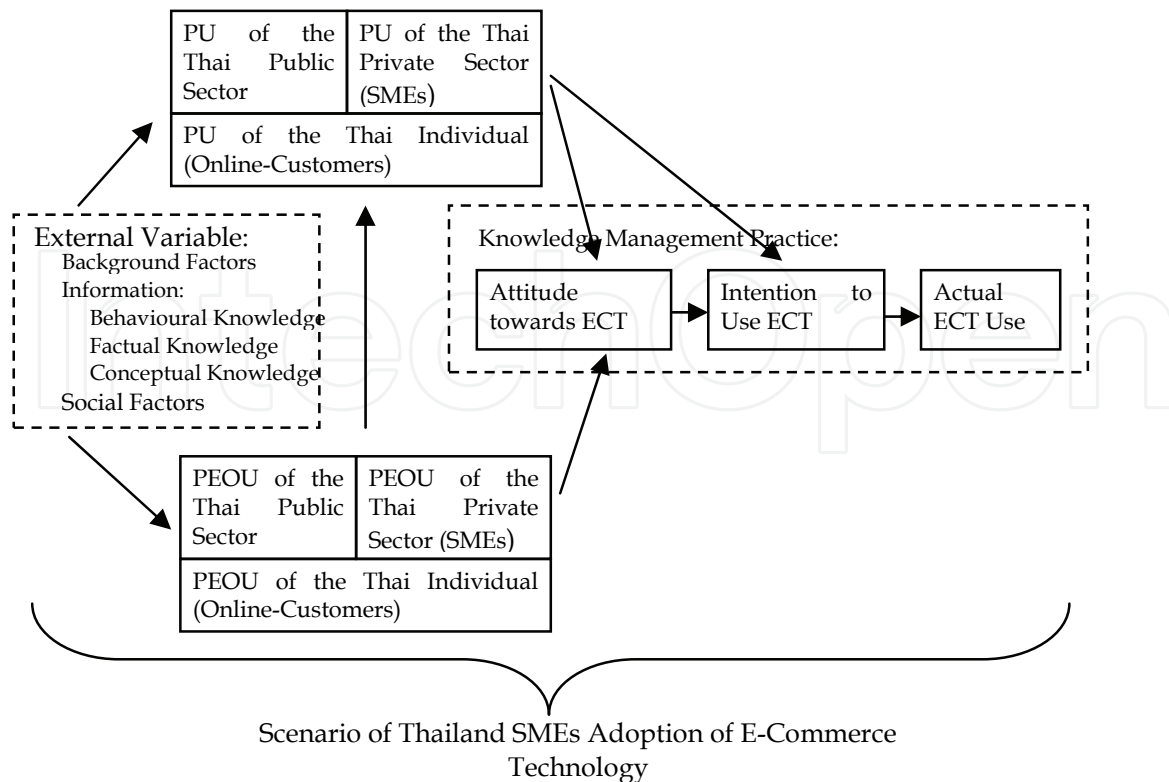 PU of the
Thai Public
Sector
PU of the Thai
Private Sector
(SMEs)
PU of the Thai Individual
(Online-Customers)
External Variable:
Background Factors
Information:
Behavioural Knowledge
Factual Knowledge
Conceptual Knowledge
Social Factors
Knowledge Management Practice:
Attitude
towards ECT
Intention to
Use ECT
Actual
ECT Use
PEOU of the
Thai Public
Sector
PEOU of the
Thai Private
Sector (SMEs)
PEOU of the Thai Individual
(Online-Customers)
Scenario of Thailand SMEs Adoption of E-Commerce
Technology
IntechOpen